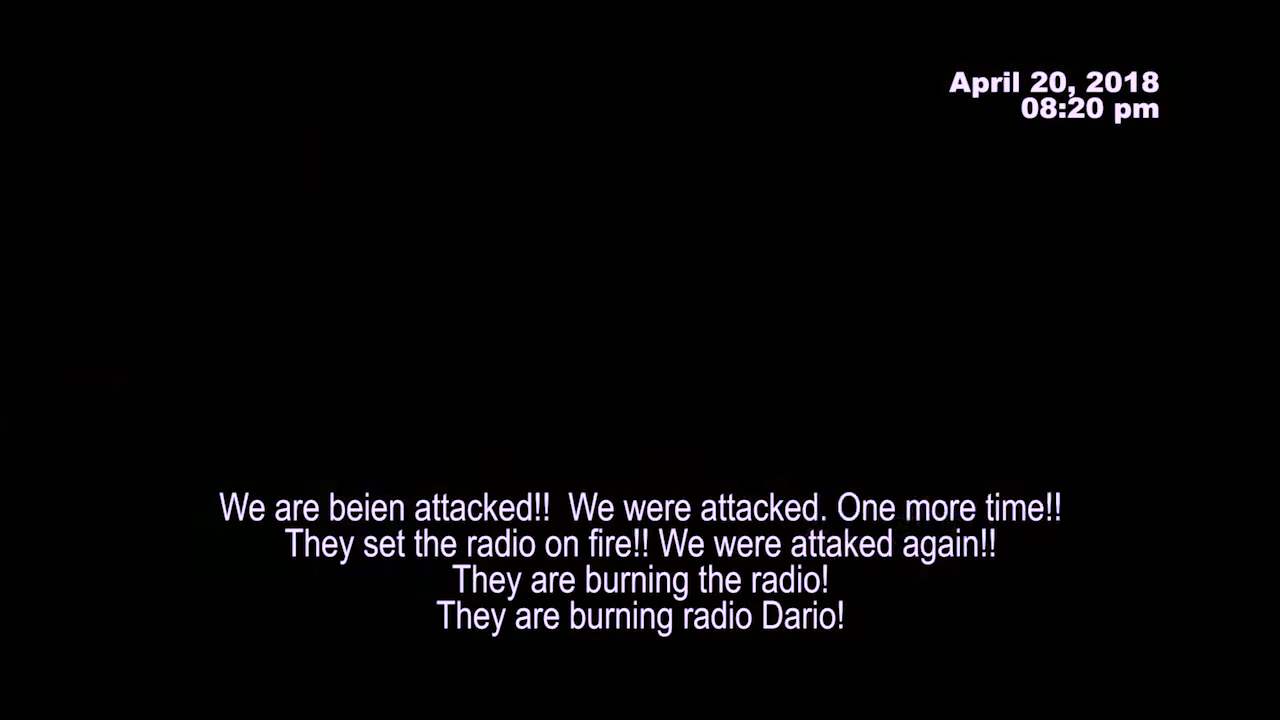 April 20, 2018
08:20 pm
We are beien attacked!!  We were attacked. One more time!!
They set the radio on fire!! We were attaked again!!
They are burning the radio!
They are burning radio Dario!